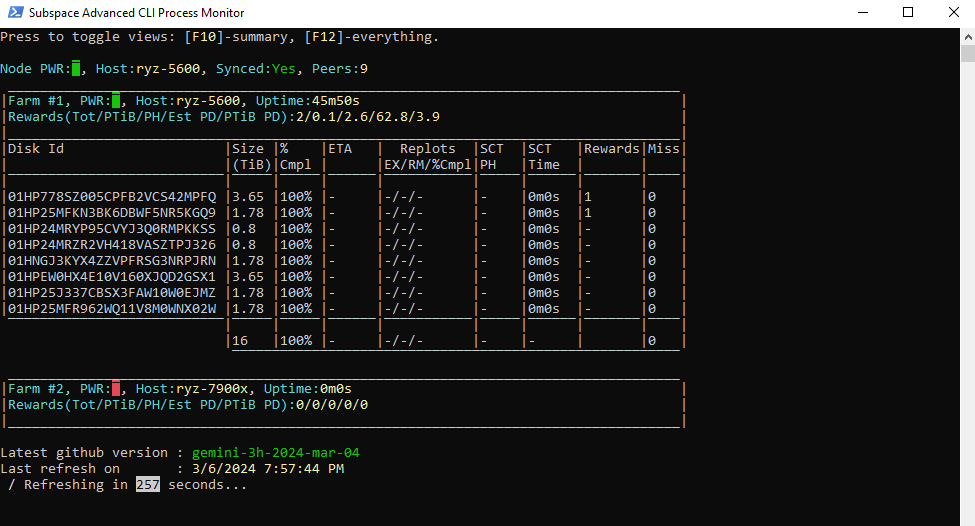 Subspace Advanced CLI Process Monitor
Press to toggle views: [F10]-summary, [F12]-everything.
Node PWR: , Host:ryz-5600, Synced:Yes, Peers:9
|Farm #1, PWR: , Host:ryz-5600, Uptime:45m50s |
|Rewards(Tot/PTiB/PH/Est PD/PTiB PD):2/0.1/2.6/62.8/3.9 |
|Disk Id |Size |% |ETA | Replots |SCT |SCT |Rewards|Miss|
| |(TiB)|Cmpl | |EX/RM/%Cmpl|PH |Time | | |
|01HP778SZ005CPFB2VCS42MPFQ |3.65 |100% |- |-/-/- |- |0m0s |1 |0 |
|01HP25MFKN3BK6DBWF5NR5KGQ9 |1.78 |100% |- |-/-/- |- |0m0s |1 |0 |
|01HP24MRYP95CVYJ3Q0RMPKKSS |0.8 |100% |- |-/-/- |- |0m0s |- |0 |
|01HP24MRZR2VH418VASZTPJ326 |0.8 |100% |- |-/-/- |- |0m0s |- |0 |
|01HNGJ3KYX4ZZVPFRSG3NRPJRN |1.78 |100% |- |-/-/- |- |0m0s |- |0 |
|01HPEW0HX4E10V160XJQD2GSX1 |3.65 |100% |- |-/-/- |- |0m0s |- |0 |
|01HP25J337CBSX3FAW10W0EJMZ |1.78 |100% |- |-/-/- |- |0m0s |- |0 |
|01HP25MFR962WQ11V8M0WNX02W |1.78 |100% |- |-/-/- |- |0m0s |- |0 |
|16 |100% |- |-/-/- |- |- |- |0 |
|Farm #2, PWR: , Host:ryz-7900x, Uptime:0m0s |
|Rewards(Tot/PTiB/PH/Est PD/PTiB PD):0/0/0/0/0 |
Latest github version : gemini-3h-2024-mar-04
Last refresh on : 3/6/2024 7:57:44 PM
/ Refreshing in 257 seconds...